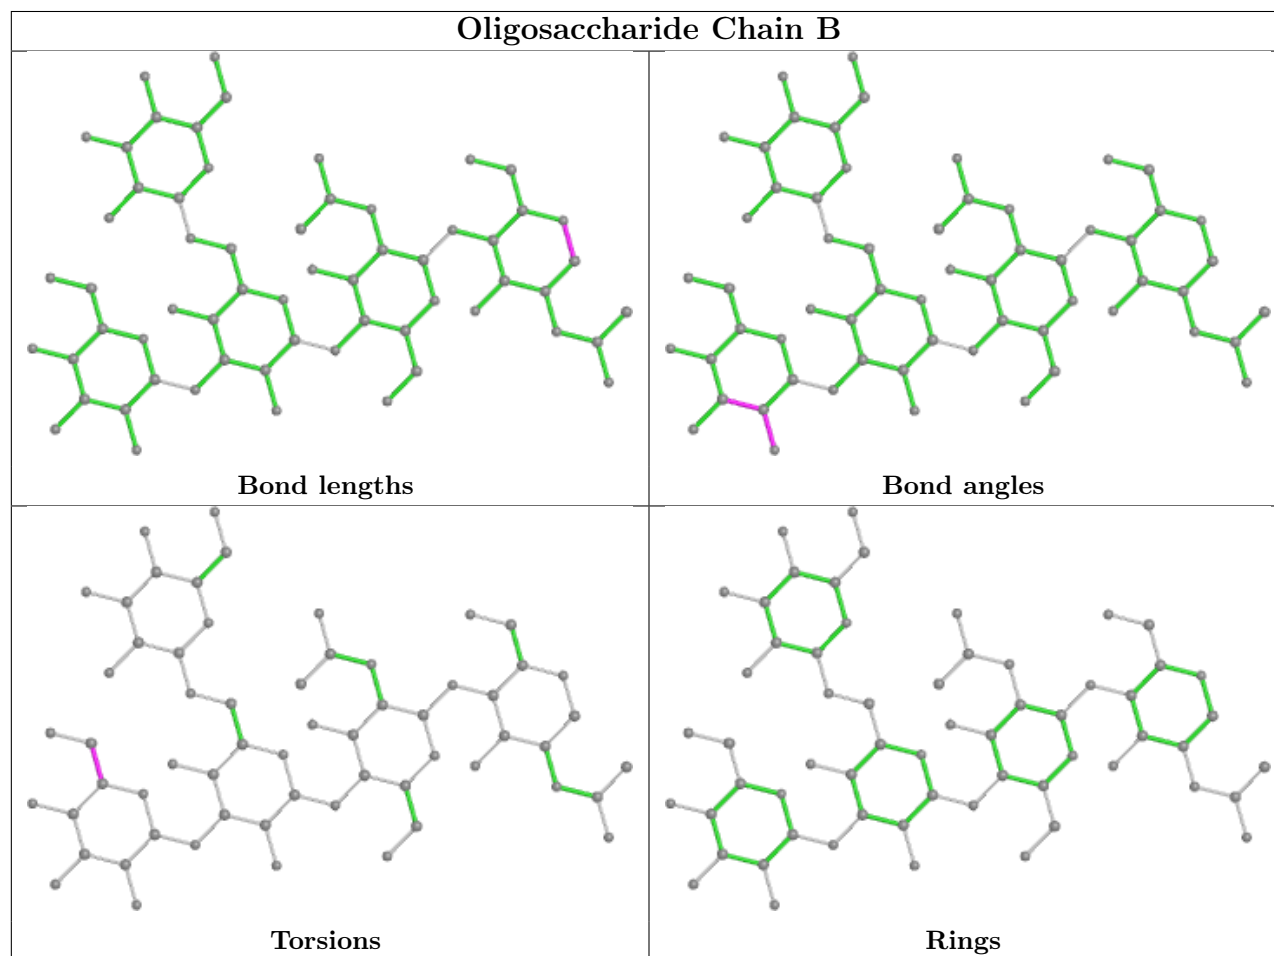 Oligosaccharide Chain B
Bond lengths
Bond angles
Torsions
Rings